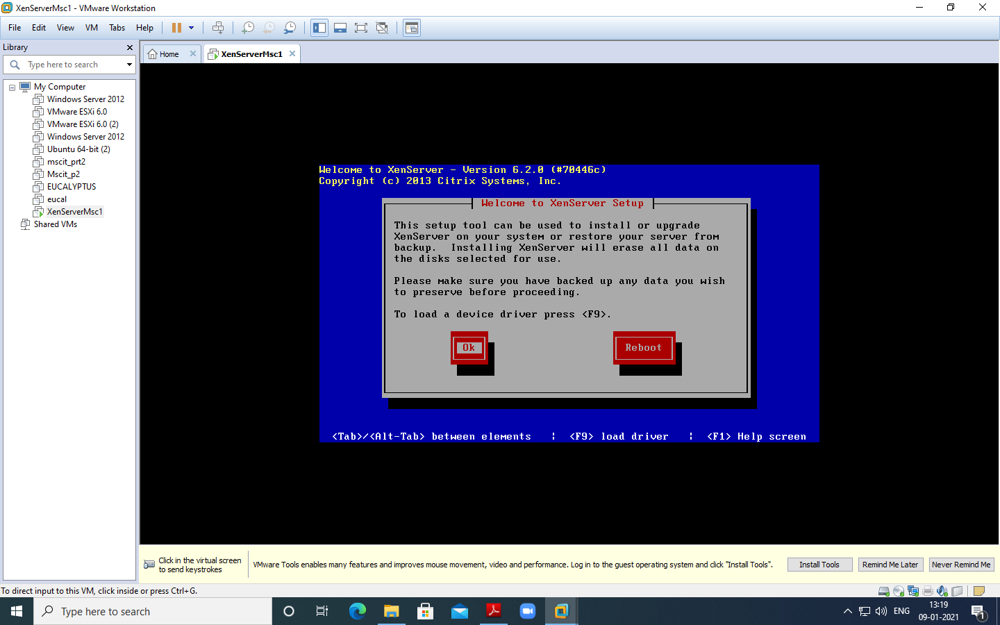 XenServerMsc1 - VMware Workstation
File Edit View VM Tabs Help
Library
Type here to search
My Computer
Windows Server 2012
VMware ESXi 6.0
VMware ESXi 6.0 (2)
Windows Server 2012
Ubuntu 64-bit (2)
mscit_prt2
Mscit_p2
EUCALYPTUS
eucal
XenServerMsc1
Shared VMs
Home XenServerMsc1
Welcome to XenServer - Version 6.2.0 (#70446c)
Copyright (c) 2013 Citrix Systems, Inc.
Welcome to XenServer Setup
This setup tool can be used to install or upgrade
XenServer on your system or restore your server from
backup.  Installing XenServer will erase all data on
the disks selected for use.
Please make sure you have backed up any data you wish
to preserve before proceeding.
To load a device driver press <F9>.
Ok Reboot
<Tab>/<Alt-Tab> between elements | <F9> load driver | <F1> Help screen
Click in the virtual screen
to send keystrokes
VMware Tools enables many features and improves mouse movement, video and performance. Log in to the guest operating system and click "Install Tools".
Install Tools Remind Me Later Never Remind Me
To direct input to this VM, click inside or press Ctrl+G.
Type here to search
ENG
13:19
09-01-2021
1